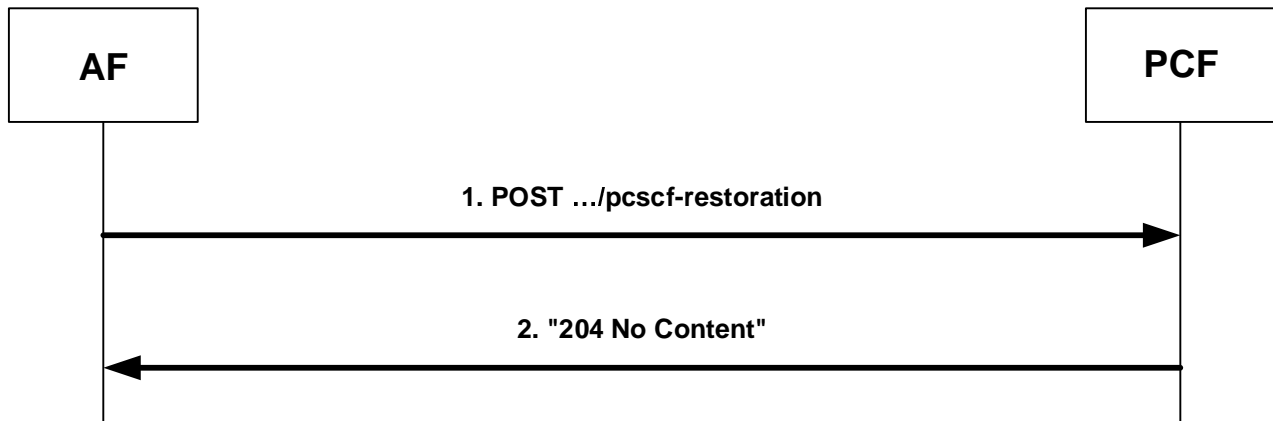 AF
PCF
1. POST …/pcscf-restoration
2. "204 No Content"